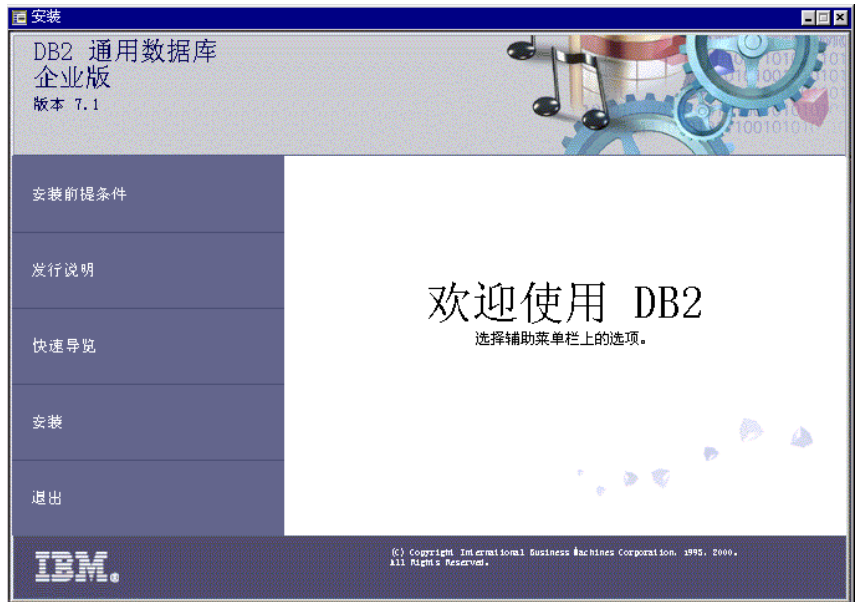 安装
DB2 通用数据库
企业版
版本 7.1
安装前提条件
发行说明
快速导览
安装
退出
欢迎使用 DB2
选择辅助菜单栏上的选项。
IBM
(C) Copyright International Business Machines Corporation. 1995. 2000.
All Rights Reserved.